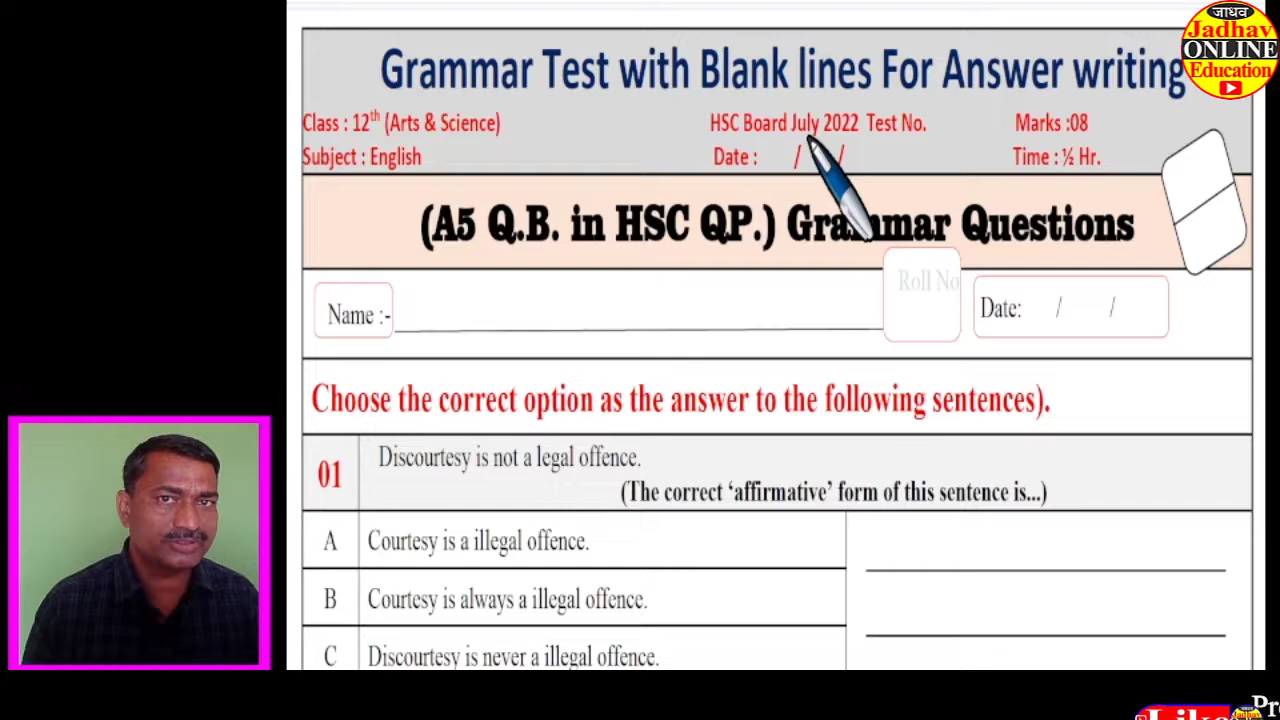 जाधव
Jadhav
ONLINE
Education
Grammar Test with Blank lines For Answer writing
Class : 12th (Arts & Science) HSC Board July 2022 Test No. Marks :08
Subject : English Date : / / Time : ½ Hr.
(A5 Q.B. in HSC QP.) Grammar Questions
Name :- Roll No Date: / /
Choose the correct option as the answer to the following sentences).
01 Discourtesy is not a legal offence.
(The correct ‘affirmative’ form of this sentence is...)
A Courtesy is a illegal offence.
B Courtesy is always a illegal offence.
C Discourtesy is never a illegal offence.